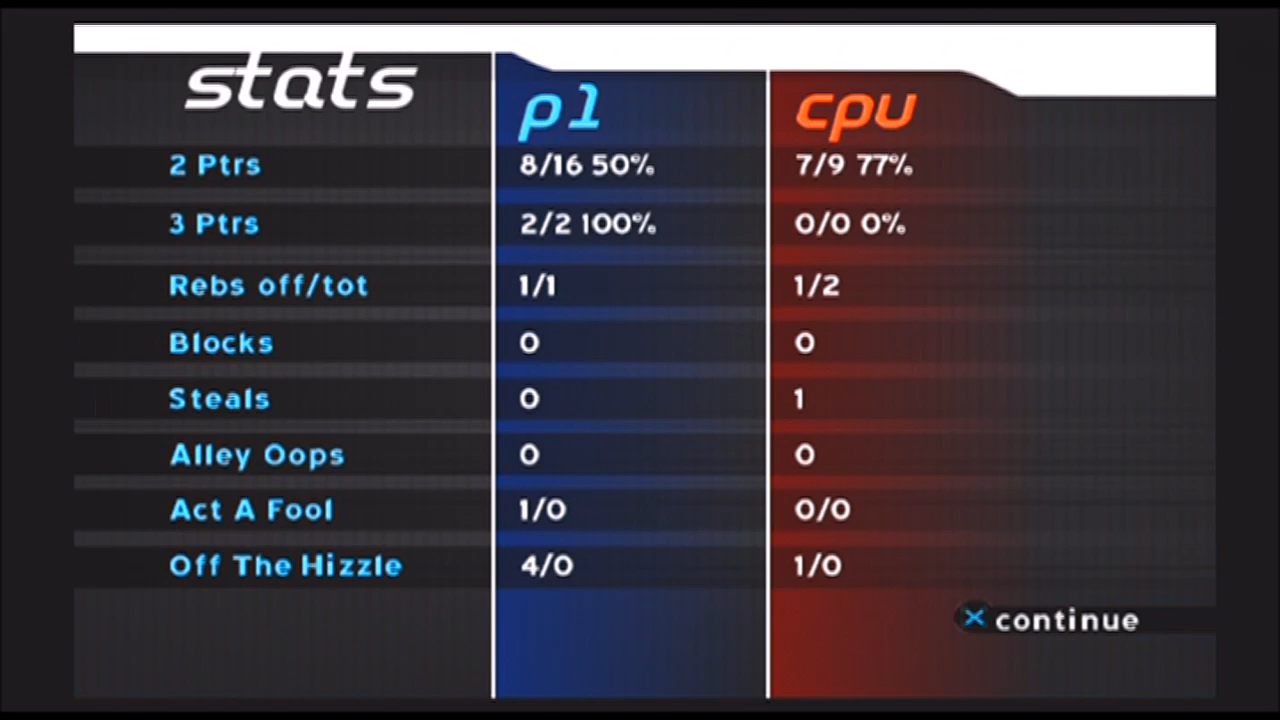 stats
p1 cpu
2 Ptrs 8/16 50% 7/9 77%
3 Ptrs 2/2 100% 0/0 0%
Rebs off/tot 1/1 1/2
Blocks 0 0
Steals 0 1
Alley Oops 0 0
Act A Fool 1/0 0/0
Off The Hizzle 4/0 1/0
continue